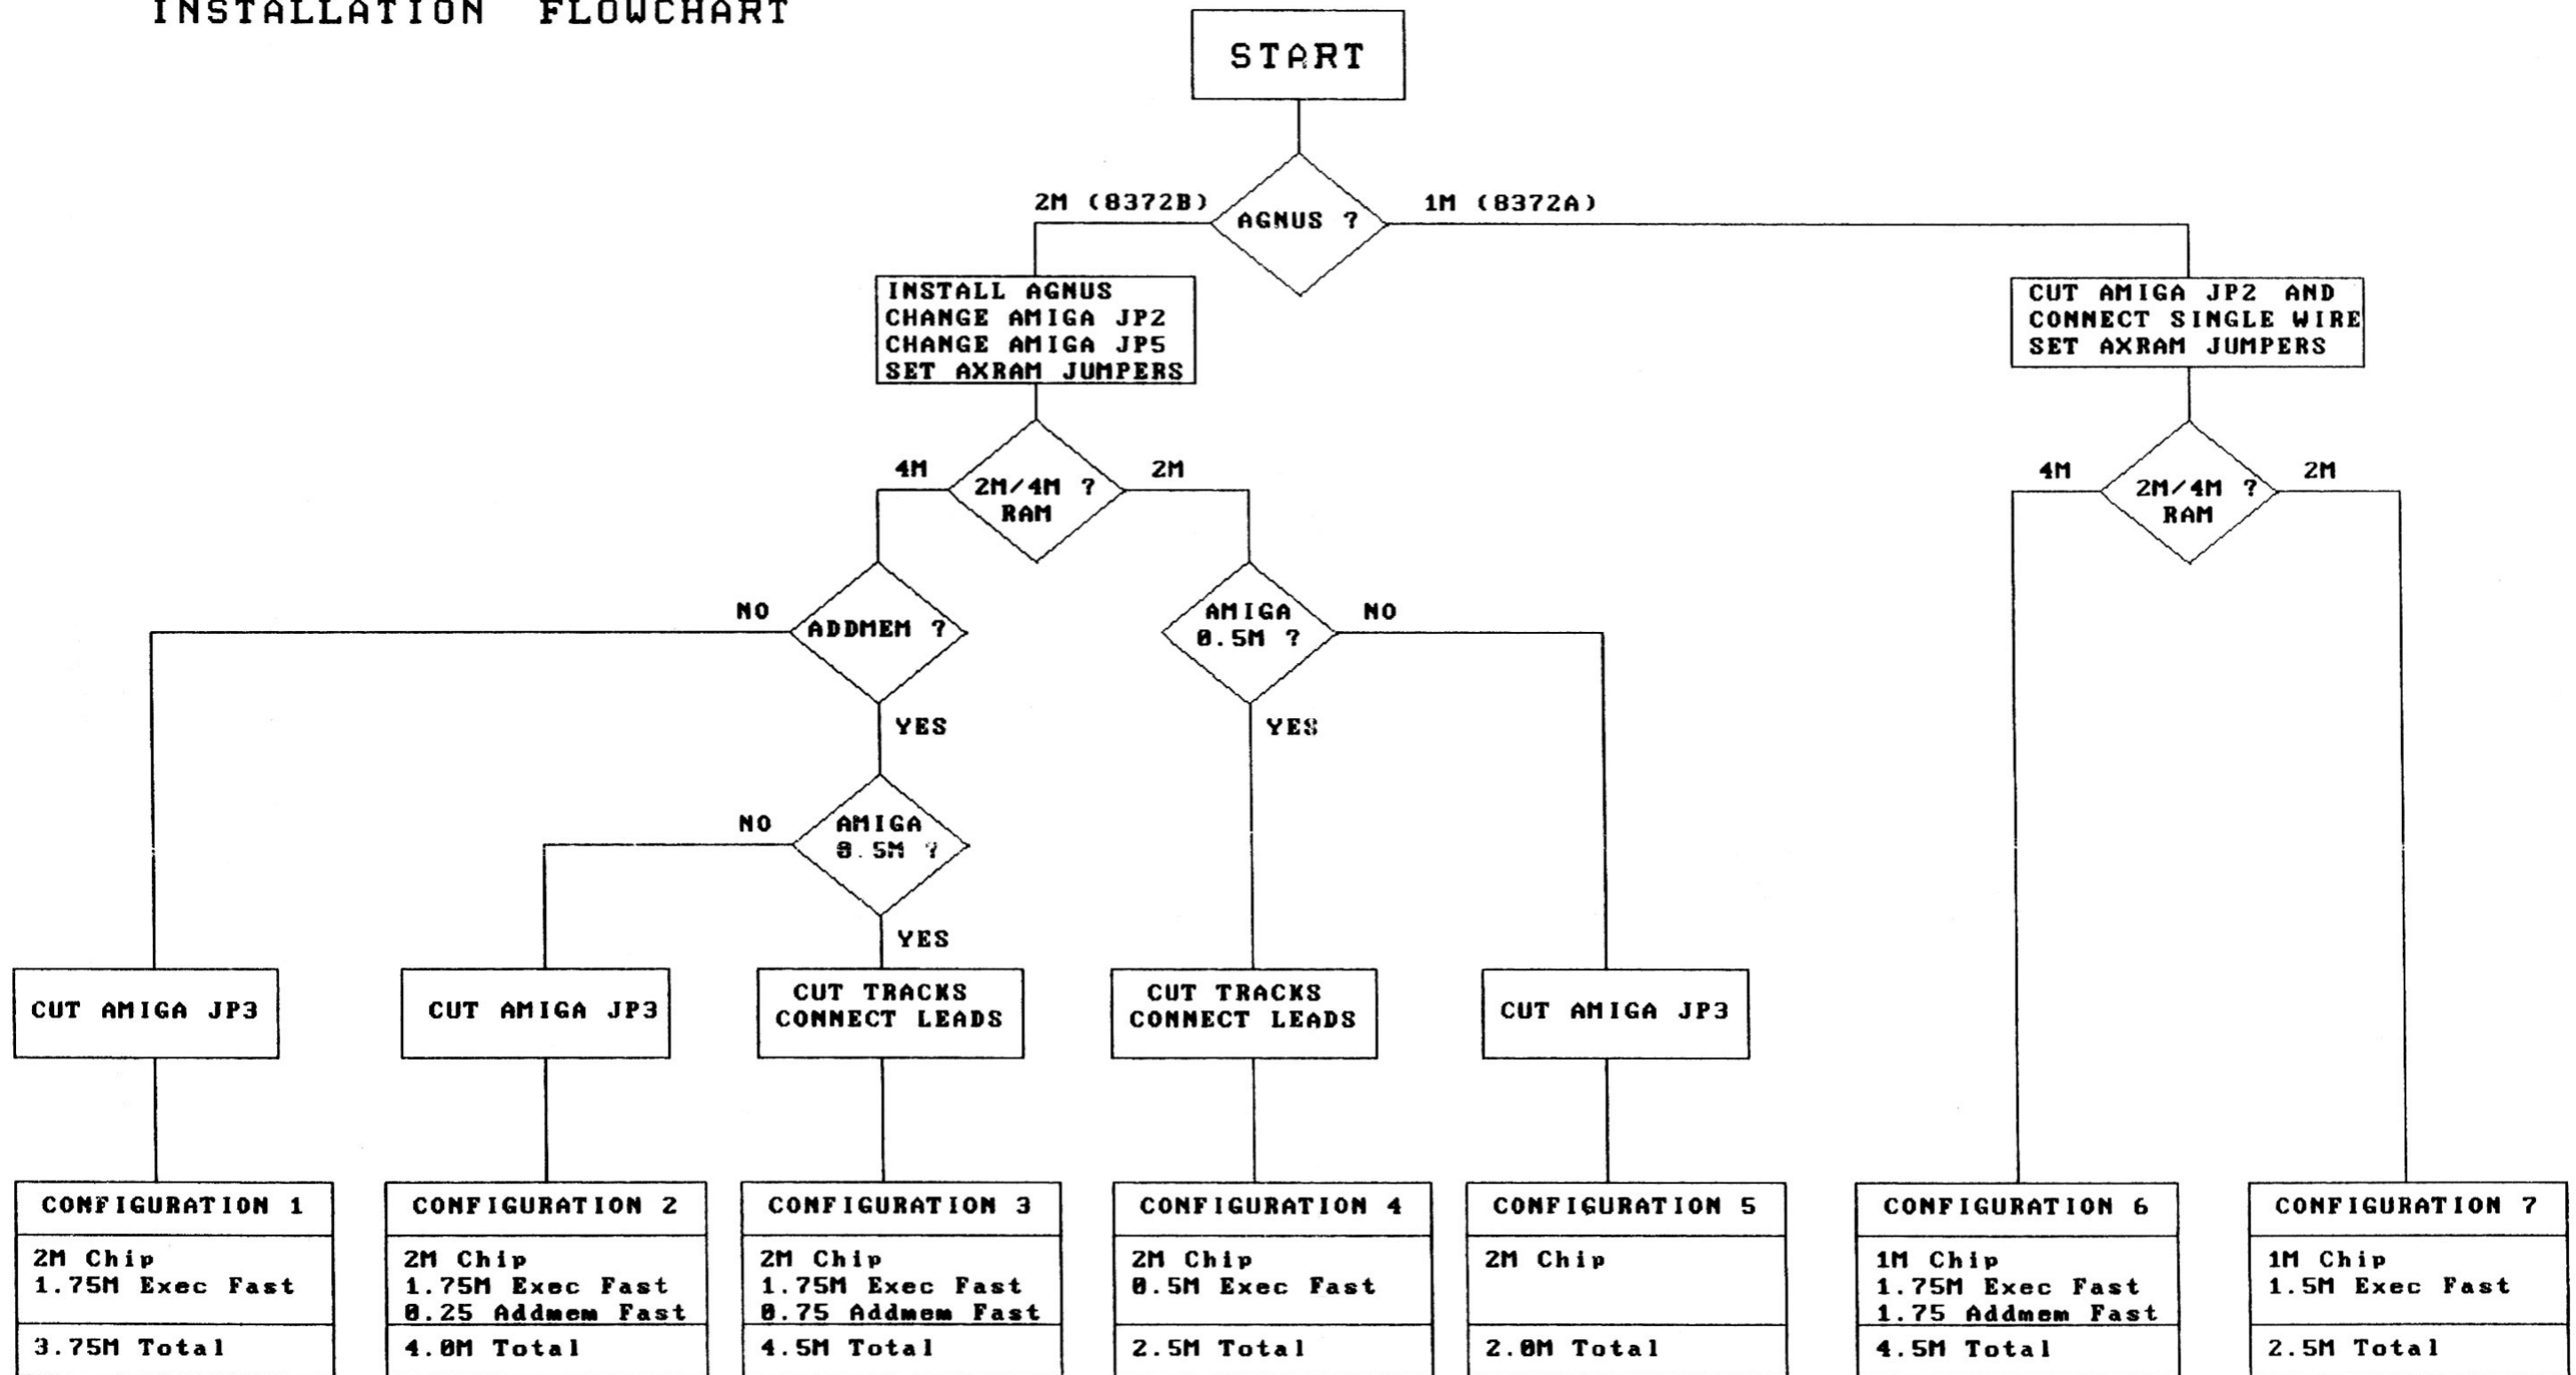 INSTALLATION FLOWCHART
START
2M (8372B)
AGNUS ?
1M (8372A)
INSTALL AGNUS
CHANGE AMIGA JP2
CHANGE AMIGA JP5
SET AXRAM JUMPERS
CUT AMIGA JP2 AND
CONNECT SINGLE WIRE
SET AXRAM JUMPERS
4M
2M/4M ?
RAM
2M
4M
2M/4M ?
RAM
2M
NO
ADDMEM ?
YES
AMIGA
0.5M ?
NO
YES
NO
AMIGA
0.5M ?
YES
CUT AMIGA JP3
CUT AMIGA JP3
CUT TRACKS
CONNECT LEADS
CUT TRACKS
CONNECT LEADS
CUT AMIGA JP3
CONFIGURATION 1
2M Chip
1.75M Exec Fast
3.75M Total
CONFIGURATION 2
2M Chip
1.75M Exec Fast
0.25 Addmem Fast
4.0M Total
CONFIGURATION 3
2M Chip
1.75M Exec Fast
0.75 Addmem Fast
4.5M Total
CONFIGURATION 4
2M Chip
0.5M Exec Fast
2.5M Total
CONFIGURATION 5
2M Chip
2.0M Total
CONFIGURATION 6
1M Chip
1.75M Exec Fast
1.75 Addmem Fast
4.5M Total
CONFIGURATION 7
1M Chip
1.5M Exec Fast
2.5M Total